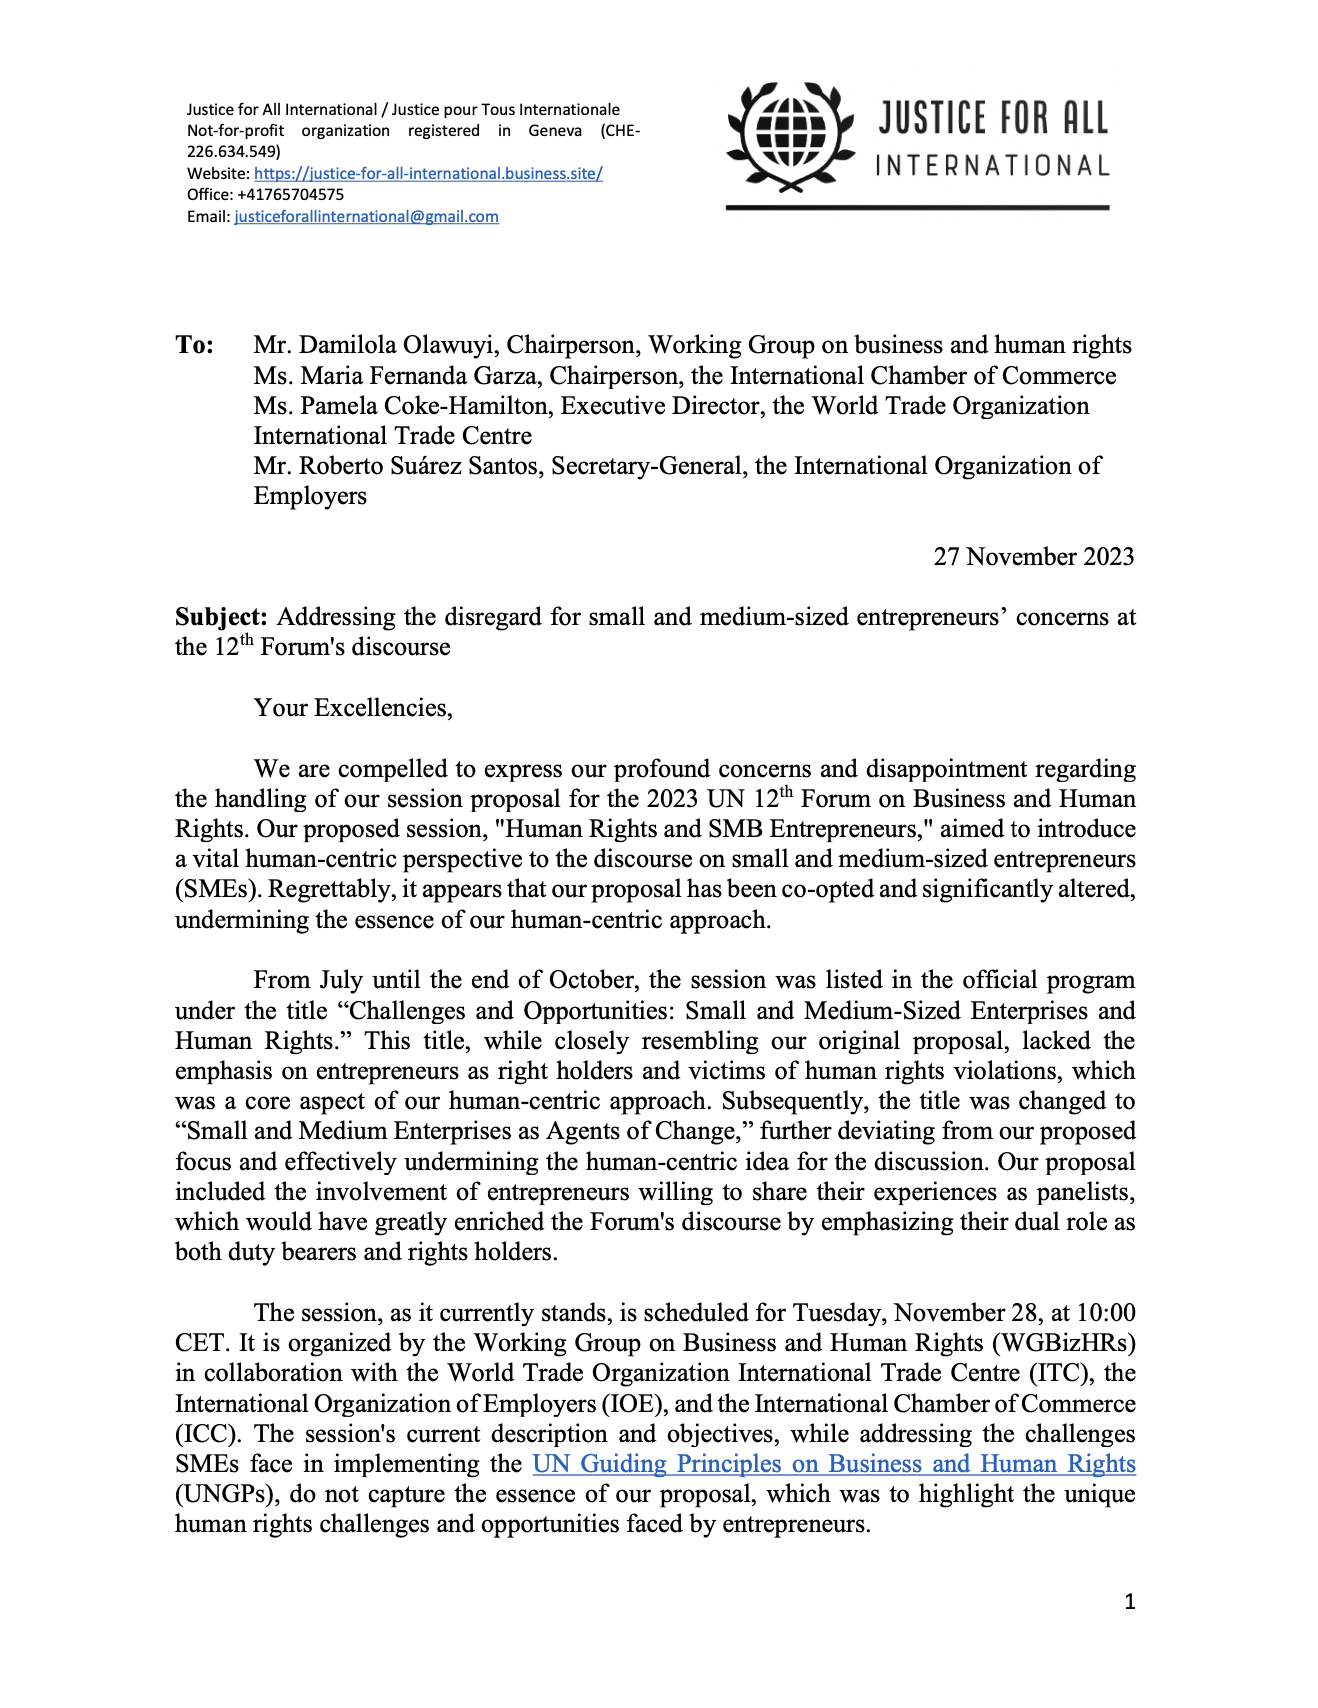 Justice for All International / Justice pour Tous Internationale
Not-for-profit organization registered in Geneva (CHE-
226.634.549)
Website: https://justice-for-all-international.business.site/
Office: +41765704575
Email: justiceforallinternational@gmail.com
JUSTICE FOR ALL
INTERNATIONAL
To: Mr. Damilola Olawuyi, Chairperson, Working Group on business and human rights
Ms. Maria Fernanda Garza, Chairperson, the International Chamber of Commerce
Ms. Pamela Coke-Hamilton, Executive Director, the World Trade Organization
International Trade Centre
Mr. Roberto Suárez Santos, Secretary-General, the International Organization of
Employers
27 November 2023
Subject: Addressing the disregard for small and medium-sized entrepreneurs’ concerns at
the 12th Forum's discourse
Your Excellencies,
We are compelled to express our profound concerns and disappointment regarding
the handling of our session proposal for the 2023 UN 12th Forum on Business and Human
Rights. Our proposed session, "Human Rights and SMB Entrepreneurs," aimed to introduce
a vital human-centric perspective to the discourse on small and medium-sized entrepreneurs
(SMEs). Regrettably, it appears that our proposal has been co-opted and significantly altered,
undermining the essence of our human-centric approach.
From July until the end of October, the session was listed in the official program
under the title “Challenges and Opportunities: Small and Medium-Sized Enterprises and
Human Rights.” This title, while closely resembling our original proposal, lacked the
emphasis on entrepreneurs as right holders and victims of human rights violations, which
was a core aspect of our human-centric approach. Subsequently, the title was changed to
“Small and Medium Enterprises as Agents of Change,” further deviating from our proposed
focus and effectively undermining the human-centric idea for the discussion. Our proposal
included the involvement of entrepreneurs willing to share their experiences as panelists,
which would have greatly enriched the Forum's discourse by emphasizing their dual role as
both duty bearers and rights holders.
The session, as it currently stands, is scheduled for Tuesday, November 28, at 10:00
CET. It is organized by the Working Group on Business and Human Rights (WGBizHRs)
in collaboration with the World Trade Organization International Trade Centre (ITC), the
International Organization of Employers (IOE), and the International Chamber of Commerce
(ICC). The session's current description and objectives, while addressing the challenges
SMEs face in implementing the UN Guiding Principles on Business and Human Rights
(UNGPs), do not capture the essence of our proposal, which was to highlight the unique
human rights challenges and opportunities faced by entrepreneurs.
1